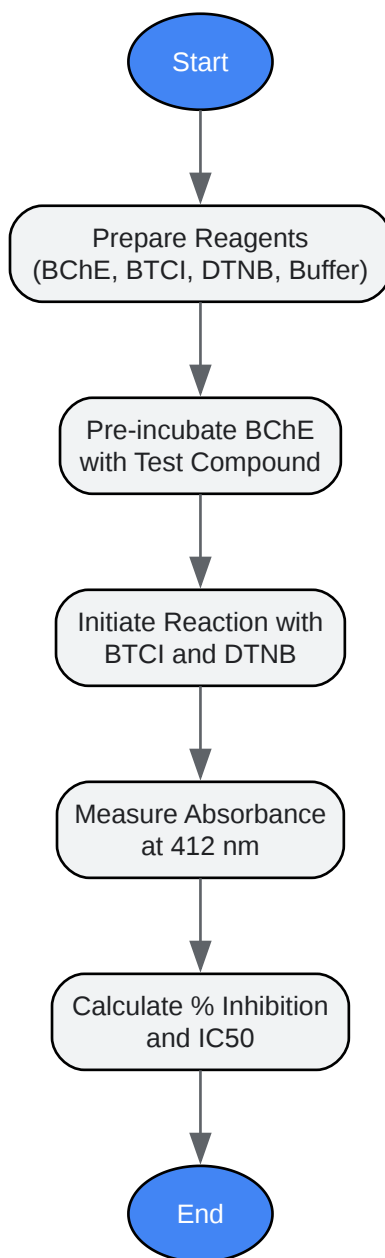 Start
Prepare Reagents
(BChE, BTCI, DTNB, Buffer)
Pre-incubate BChE
with Test Compound
Initiate Reaction with
BTCI and DTNB
Measure Absorbance
at 412 nm
Calculate % Inhibition
and IC50
End